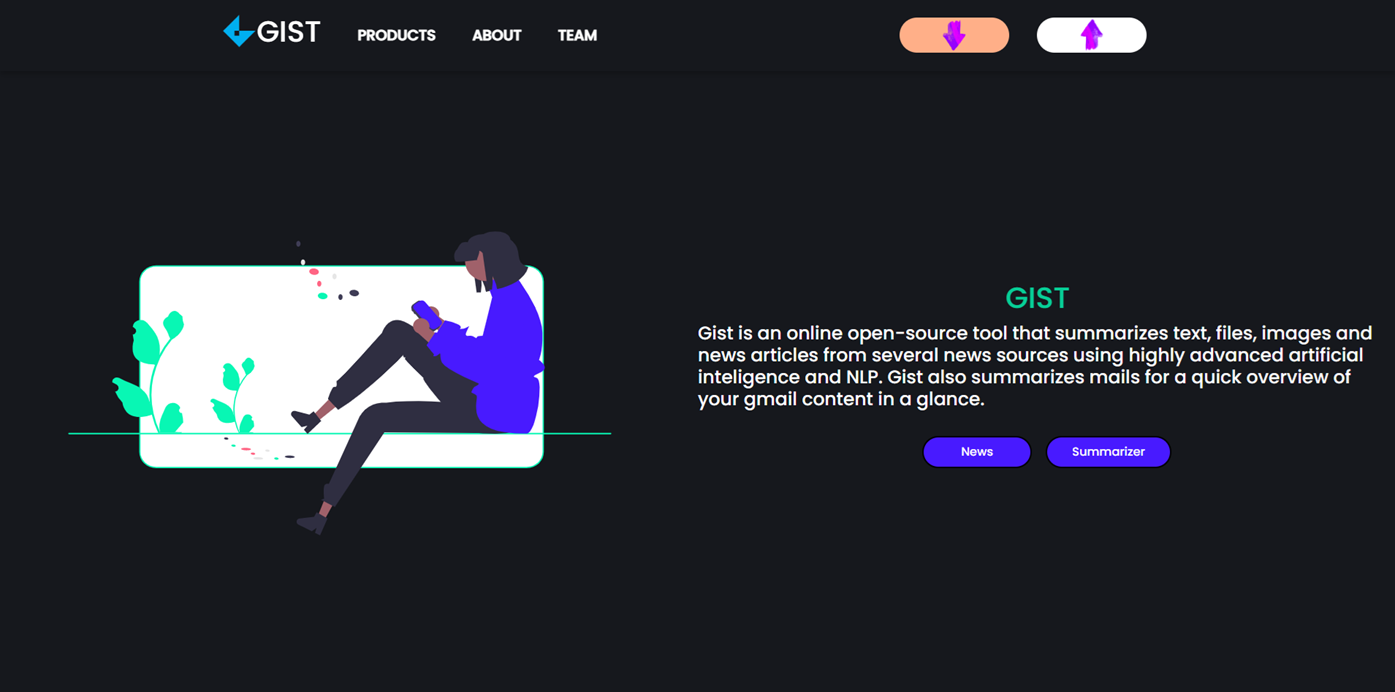 GIST
PRODUCTS
ABOUT
TEAM
GIST
Gist is an online open-source tool that summarizes text, files, images and
news articles from several news sources using highly advanced artificial
inteligence and NLP. Gist also summarizes mails for a quick overview of
your gmail content in a glance.
News
Summarizer